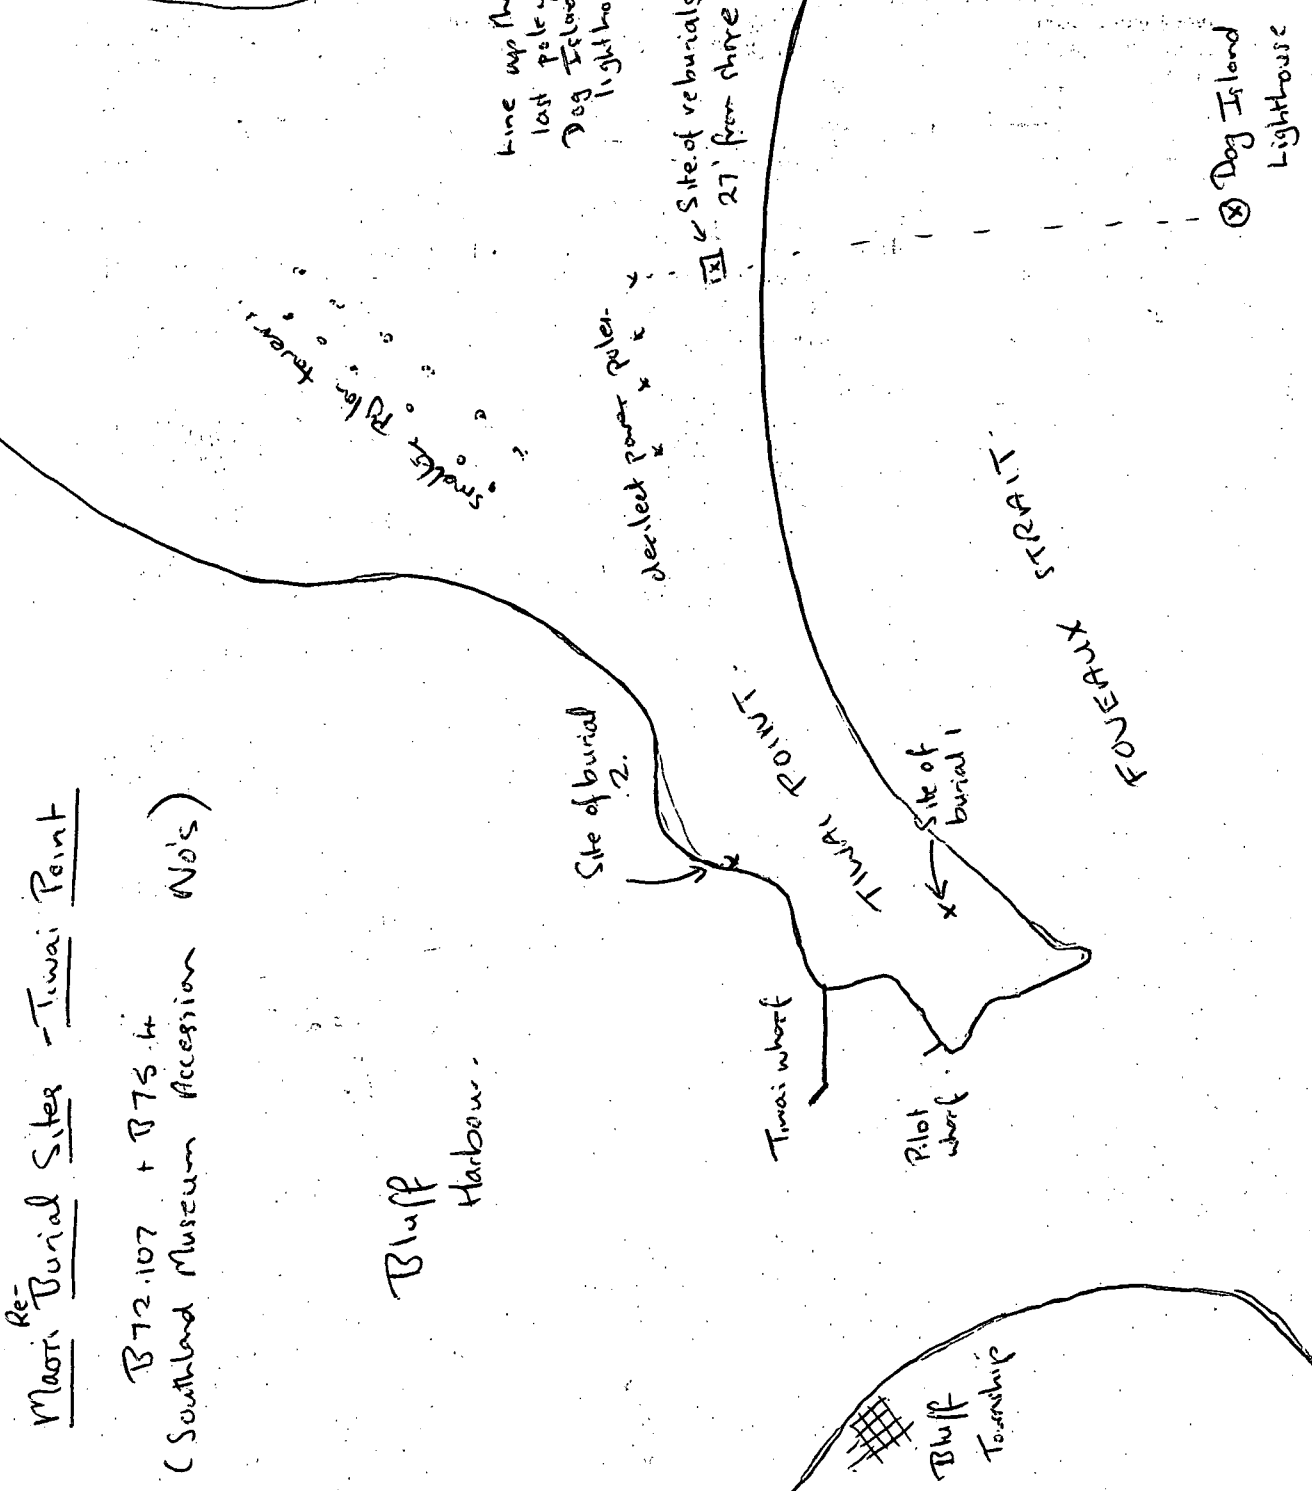 Maori Re-Burial Sites - Tiwai Point
B72.107 + B75.4
(Southland Museum Accession No's)
Bluff
Harbour.
smelter pylon towers
Line up
last pole
Dog Island
Site of reburials
27' from shore
derilect power poles
Site of burial
2.
TIWAI POINT.
Site of
burial 1
FOVEAUX STRAIT.
Dog Island
Lighthouse
Tiwai wharf
Pilot
wharf.
Bluff
Township